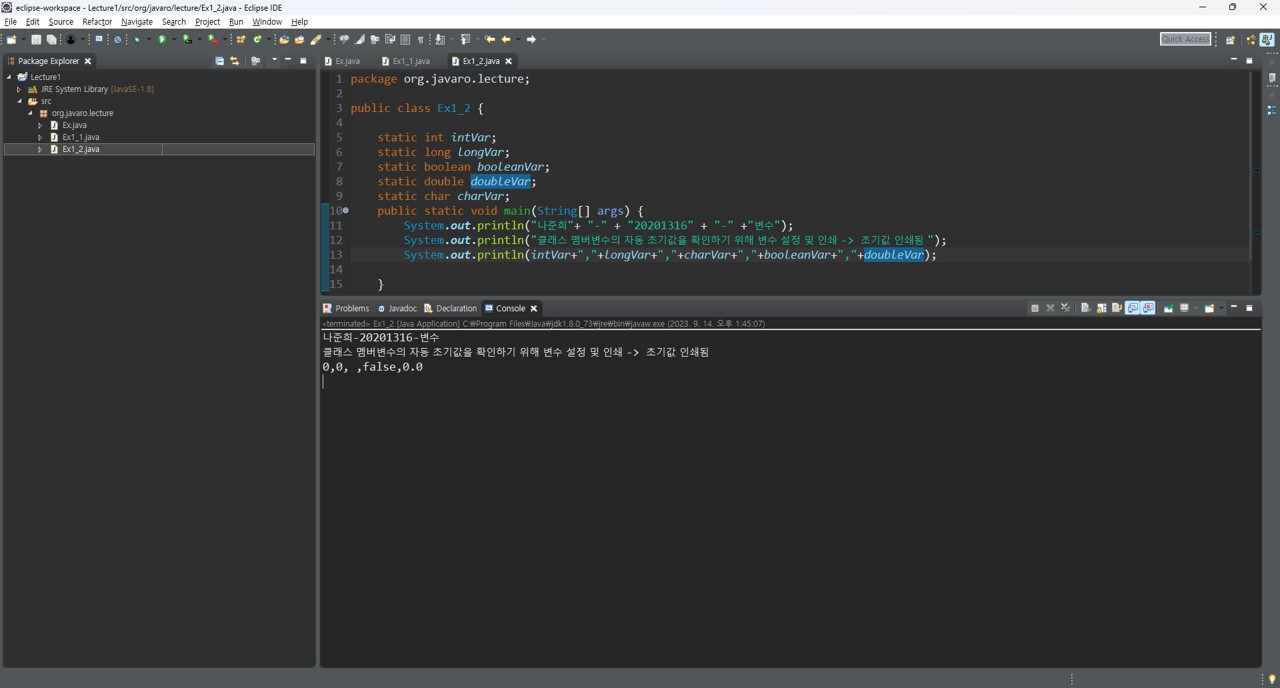 eclipse-workspace - Lecture1/src/org/javaro/lecture/Ex1_2.java - Eclipse IDE
File Edit Source Refactor Navigate Search Project Run Window Help
Quick Access
Package Explorer
Lecture1
JRE System Library [JavaSE-1.8]
src
org.javaro.lecture
Ex.java
Ex1_1.java
Ex1_2.java
Ex.java Ex1_1.java Ex1_2.java
1 package org.javaro.lecture;
2
3 public class Ex1_2 {
4
5 static int intVar;
6 static long longVar;
7 static boolean booleanVar;
8 static double doubleVar;
9 static char charVar;
10 public static void main(String[] args) {
11 System.out.println("나준희"+ "-" + "20201316" + "-" +"변수");
12 System.out.println("클래스 멤버변수의 자동 초기값을 확인하기 위해 변수 설정 및 인쇄 -> 초기값 인쇄됨 ");
13 System.out.println(intVar+","+longVar+","+charVar+","+booleanVar+","+doubleVar);
14
15 }
Problems Javadoc Declaration Console
<terminated> Ex1_2 [Java Application] C:₩Program Files₩Java₩jdk1.8.0_73₩jre₩bin₩javaw.exe (2023. 9. 14. 오후 1:45:07)
나준희-20201316-변수
클래스 멤버변수의 자동 초기값을 확인하기 위해 변수 설정 및 인쇄 -> 초기값 인쇄됨
0,0, ,false,0.0